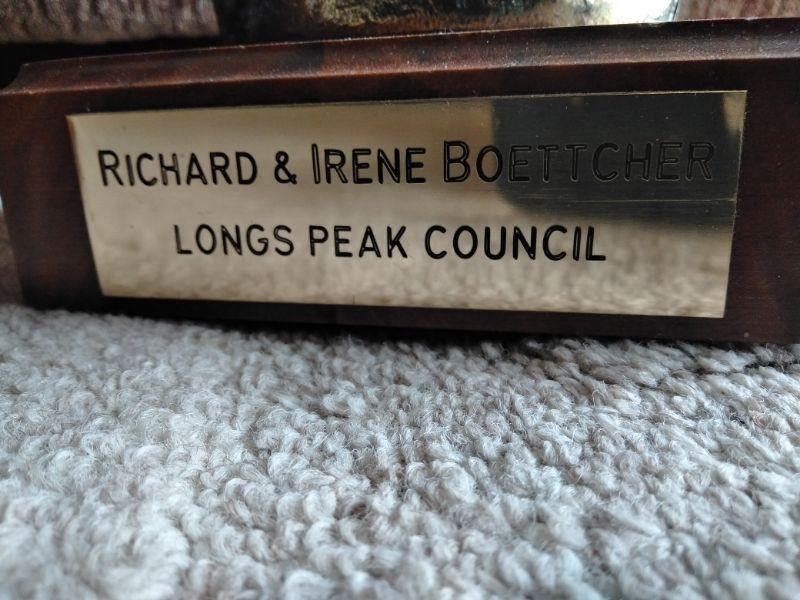 RICHARD & IRENE BOETTCHER
LONGS PEAK COUNCIL